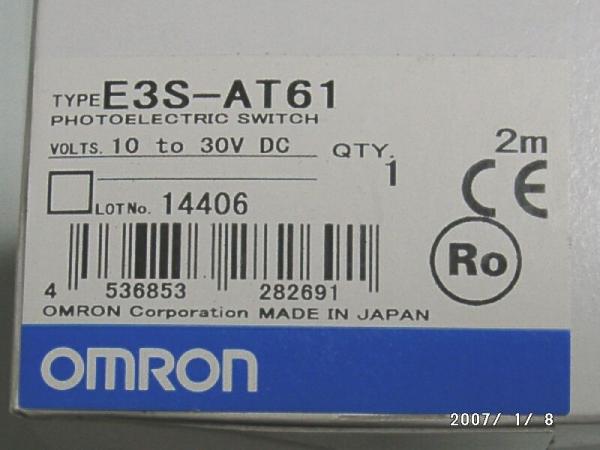 TYPE E3S-AT61
PHOTOELECTRIC SWITCH
VOLTS. 10 to 30V DC QTY. 2m
1
CE
LOT No. 14406
Ro
4 536853 282691
OMRON Corporation MADE IN JAPAN
OMRON
2007/ 1/ 8